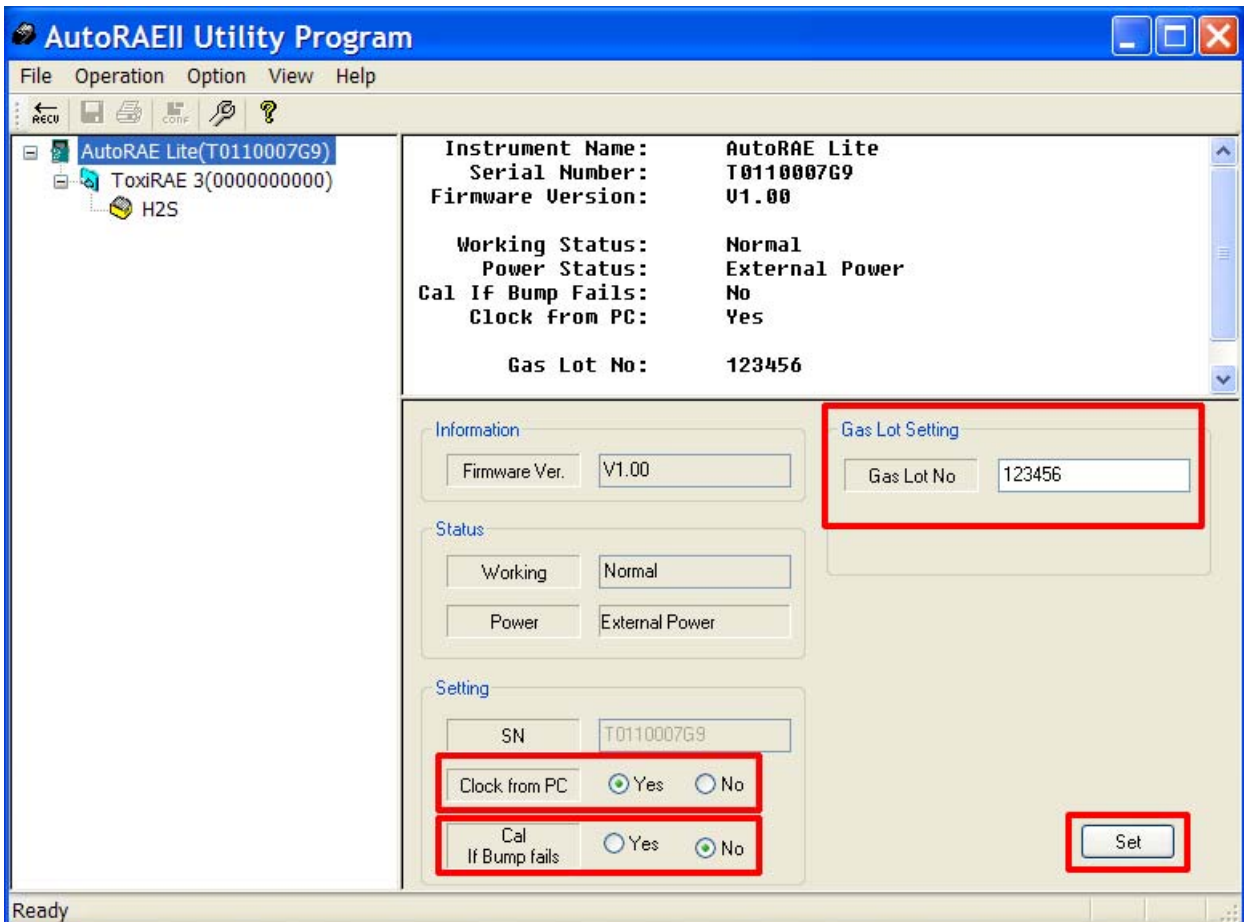 AutoRAEII Utility Program
File Operation Option View Help
RECV CONF ?
AutoRAE Lite(T0110007G9)
ToxiRAE 3(0000000000)
H2S
Instrument Name: AutoRAE Lite
Serial Number: T0110007G9
Firmware Version: V1.00
Working Status: Normal
Power Status: External Power
Cal If Bump Fails: No
Clock from PC: Yes
Gas Lot No: 123456
Information
Firmware Ver. V1.00
Status
Working Normal
Power External Power
Setting
SN T0110007G9
Clock from PC Yes No
Cal
If Bump fails Yes No
Gas Lot Setting
Gas Lot No 123456
Set
Ready